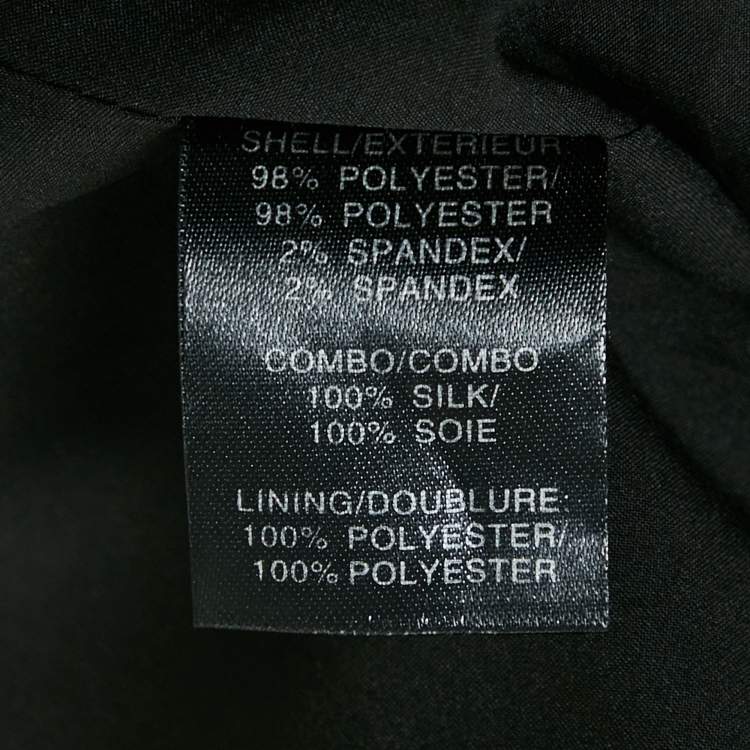 SHELL/EXTERIEUR
98% POLYESTER/
98% POLYESTER
2% SPANDEX/
2% SPANDEX
COMBO/COMBO
100% SILK/
100% SOIE
LINING/DOUBLURE
100% POLYESTER/
100% POLYESTER